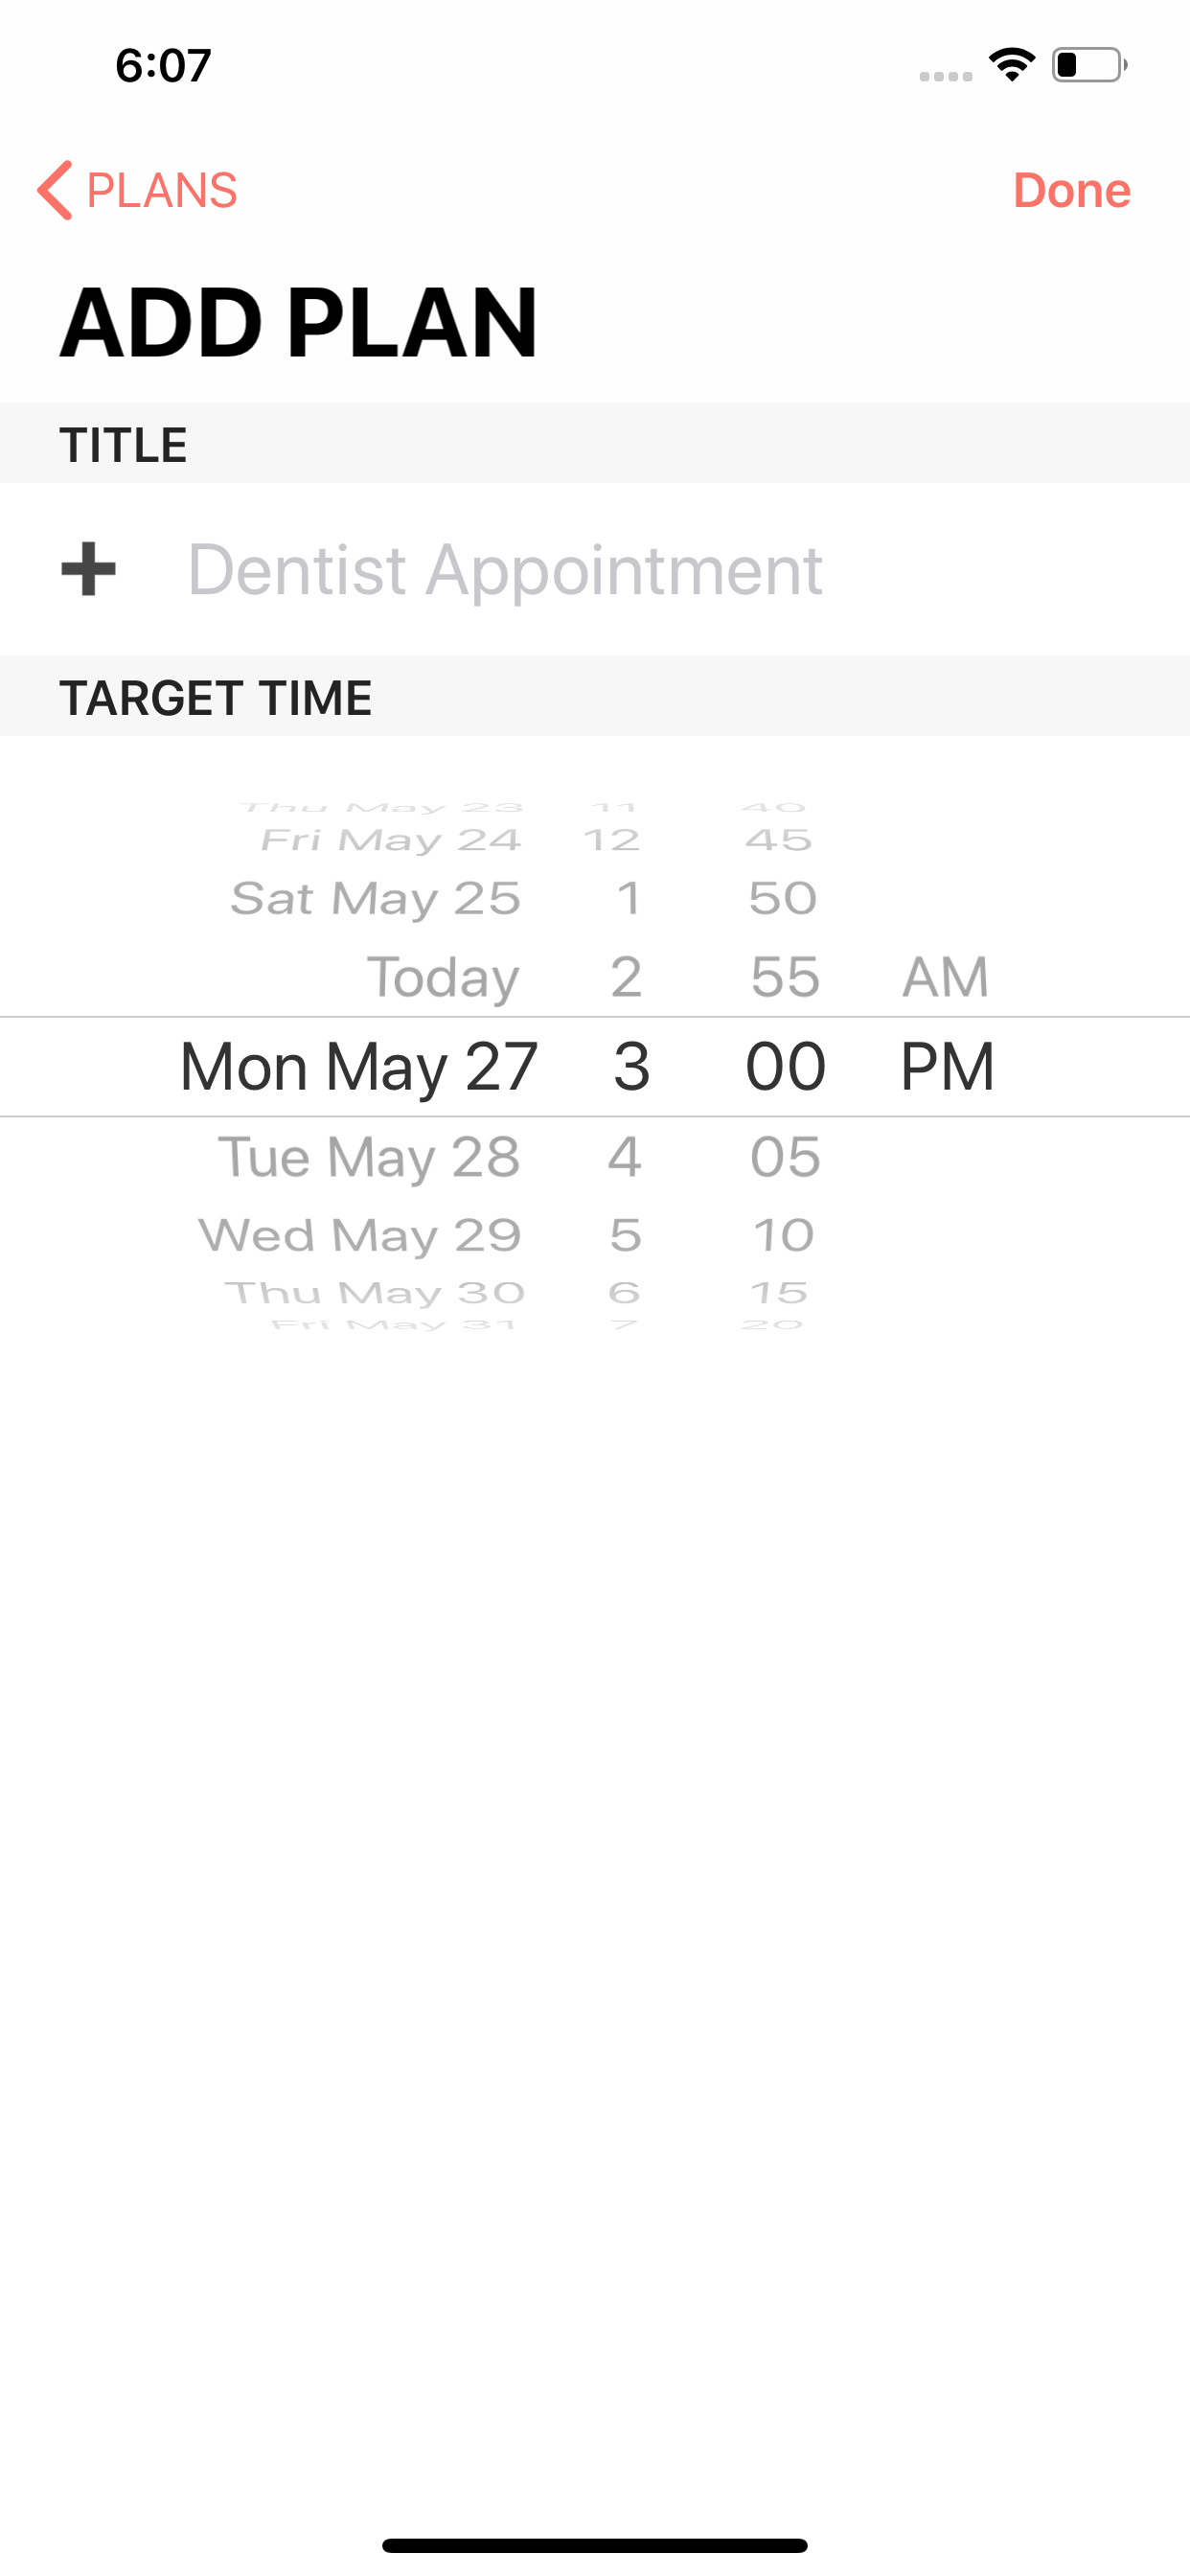 6:07
PLANS Done
ADD PLAN
TITLE
Dentist Appointment
TARGET TIME
Thu May 23 11 40
Fri May 24 12 45
Sat May 25 1 50
Today 2 55 AM
Mon May 27 3 00 PM
Tue May 28 4 05
Wed May 29 5 10
Thu May 30 6 15
Fri May 31 7 20